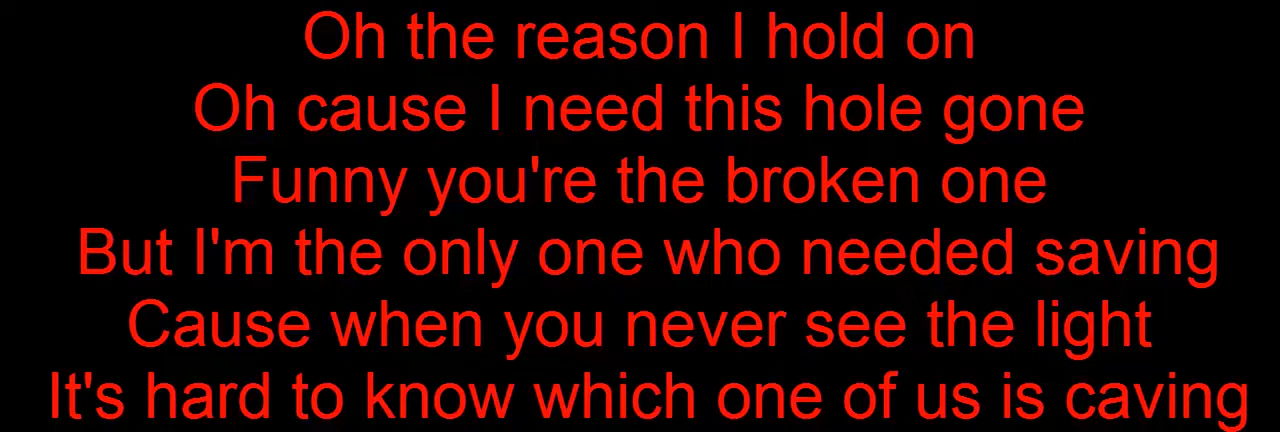 Oh the reason I hold on
Oh cause I need this hole gone
Funny you're the broken one
But I'm the only one who needed saving
Cause when you never see the light
It's hard to know which one of us is caving